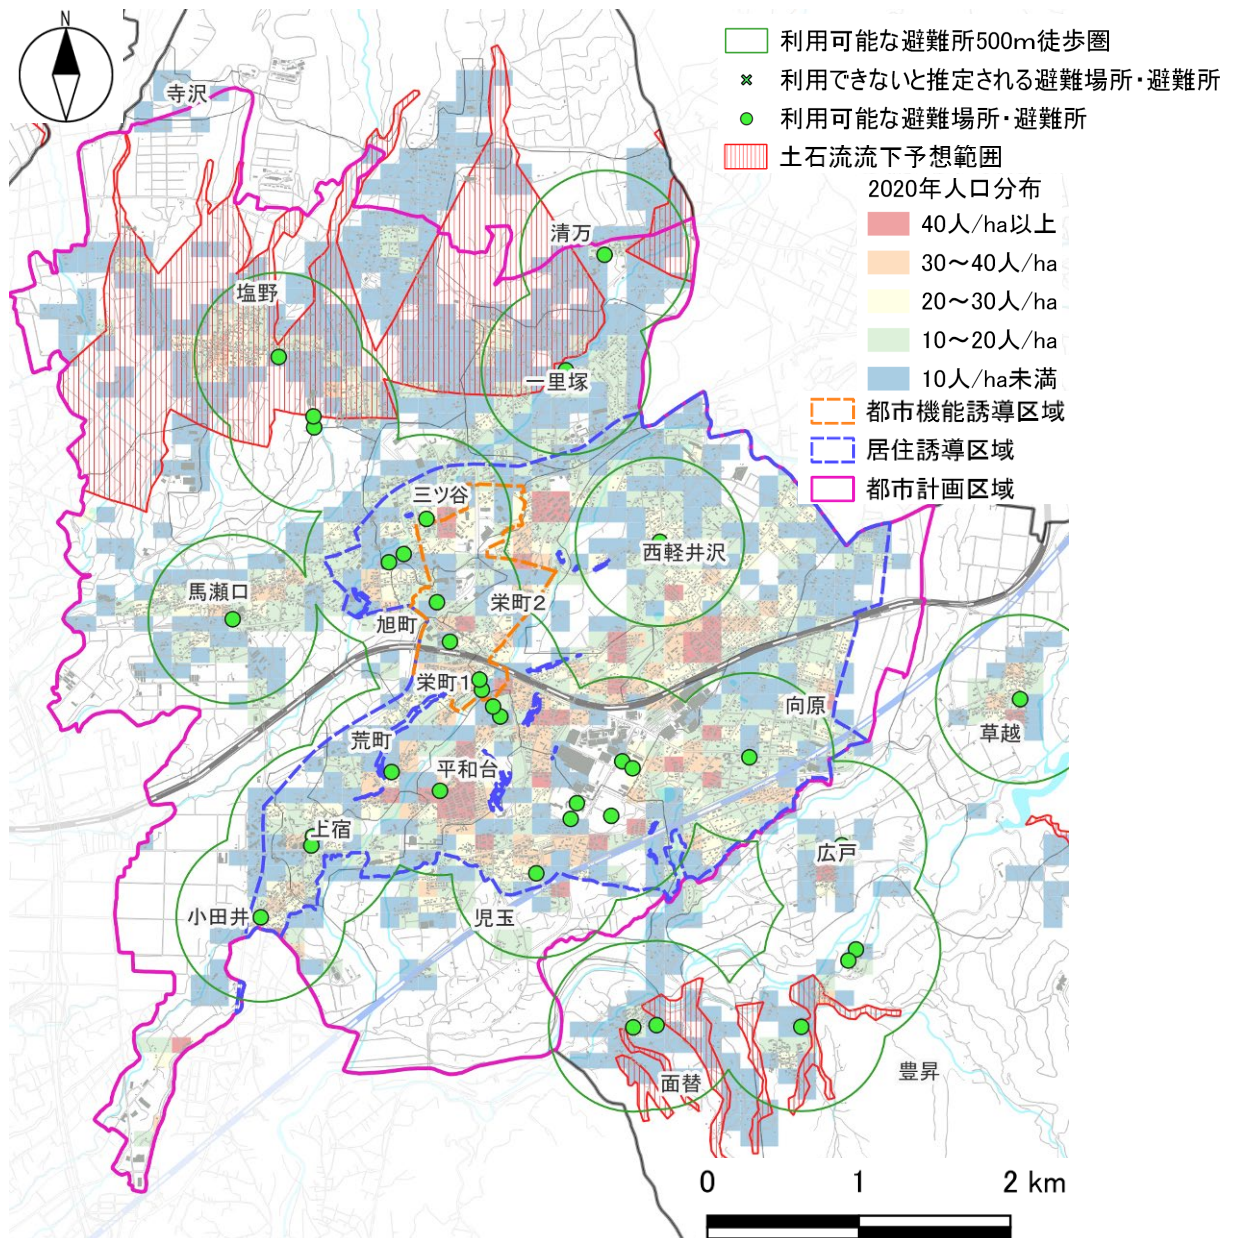 N
利用可能な避難所500m徒歩圏
利用できないと推定される避難場所・避難所
利用可能な避難場所・避難所
土石流流下予想範囲
2020年人口分布
40人/ha以上
30～40人/ha
20～30人/ha
10～20人/ha
10人/ha未満
都市機能誘導区域
居住誘導区域
都市計画区域
寺沢
清万
塩野
一里塚
三ツ谷
西軽井沢
馬瀬口
栄町2
旭町
栄町1
向原
草越
荒町
平和台
上宿
広戸
小田井
児玉
面替
豊昇
0 1 2 km